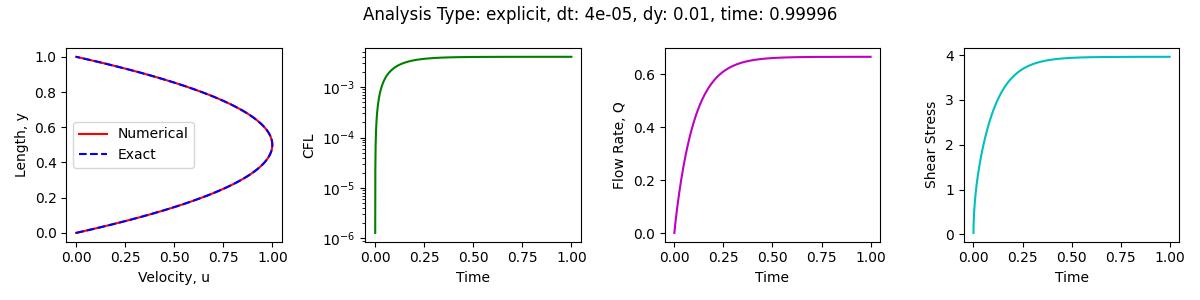 Analysis Type: explicit, dt: 4e-05, dy: 0.01, time: 0.99996
Length, y
1.0
0.8
0.6
0.4
0.2
0.0
Numerical
Exact
0.00 0.25 0.50 0.75 1.00
Velocity, u
CFL
10⁻³
10⁻⁴
10⁻⁵
10⁻⁶
0.00 0.25 0.50 0.75 1.00
Time
Flow Rate, Q
0.6
0.4
0.2
0.0
0.00 0.25 0.50 0.75 1.00
Time
Shear Stress
4
3
2
1
0
0.00 0.25 0.50 0.75 1.00
Time